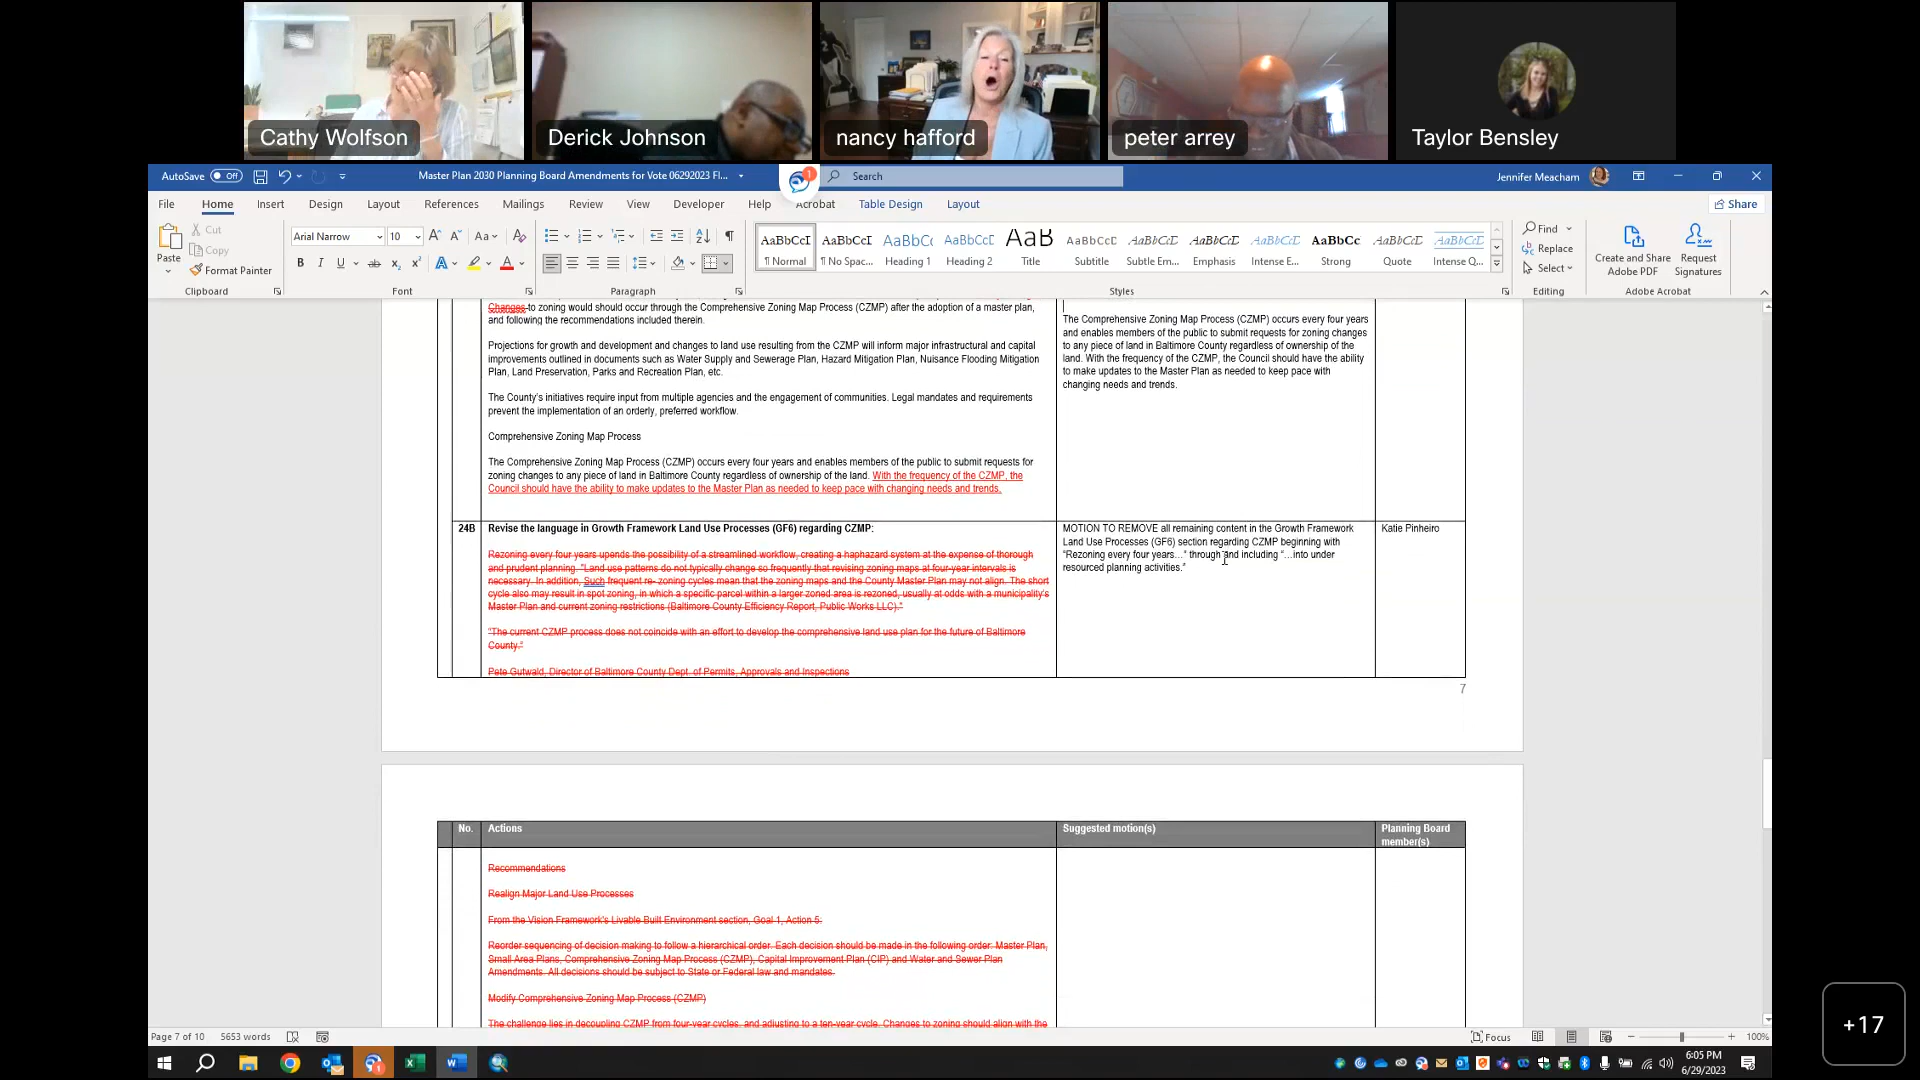 Cathy Wolfson
Derick Johnson
nancy hafford
peter arrey
Taylor Bensley
AutoSave Off
Master Plan 2030 Planning Board Amendments for Vote 06292023 Fl...
1
Search
Jennifer Meacham
File Home Insert Design Layout References Mailings Review View Developer Help Acrobat Table Design Layout
Share
Paste
Cut
Copy
Format Painter
Clipboard
Arial Narrow 10
Font
Paragraph
AaBbCcI AaBbCcI AaBbC AaBbCcC AaB AaBbCcC AaBbCcC AaBbCcC AaBbCcC AaBbCc AaBbCcC AaBbCcC
¶ Normal ¶ No Spac... Heading 1 Heading 2 Title Subtitle Subtle Em... Emphasis Intense E... Strong Quote Intense Q...
Styles
Find
Replace
Select
Editing
Create and Share
Adobe PDF
Request
Signatures
Adobe Acrobat
Changes to zoning would should occur through the Comprehensive Zoning Map Process (CZMP) after the adoption of a master plan,
and following the recommendations included therein.
Projections for growth and development and changes to land use resulting from the CZMP will inform major infrastructural and capital
improvements outlined in documents such as Water Supply and Sewerage Plan, Hazard Mitigation Plan, Nuisance Flooding Mitigation
Plan, Land Preservation, Parks and Recreation Plan, etc.
The County's initiatives require input from multiple agencies and the engagement of communities. Legal mandates and requirements
prevent the implementation of an orderly, preferred workflow.
Comprehensive Zoning Map Process
The Comprehensive Zoning Map Process (CZMP) occurs every four years and enables members of the public to submit requests for
zoning changes to any piece of land in Baltimore County regardless of ownership of the land. With the frequency of the CZMP, the
Council should have the ability to make updates to the Master Plan as needed to keep pace with changing needs and trends.
The Comprehensive Zoning Map Process (CZMP) occurs every four years
and enables members of the public to submit requests for zoning changes
to any piece of land in Baltimore County regardless of ownership of the
land. With the frequency of the CZMP, the Council should have the ability
to make updates to the Master Plan as needed to keep pace with
changing needs and trends.
24B
Revise the language in Growth Framework Land Use Processes (GF6) regarding CZMP:
Rezoning every four years upends the possibility of a streamlined workflow, creating a haphazard system at the expense of thorough
and prudent planning. "Land use patterns do not typically change so frequently that revising zoning maps at four-year intervals is
necessary. In addition, Such frequent re- zoning cycles mean that the zoning maps and the County Master Plan may not align. The short
cycle also may result in spot zoning, in which a specific parcel within a larger zoned area is rezoned, usually at odds with a municipality's
Master Plan and current zoning restrictions (Baltimore County Efficiency Report, Public Works LLC)."
"The current CZMP process does not coincide with an effort to develop the comprehensive land use plan for the future of Baltimore
County."
Pete Gutwald, Director of Baltimore County Dept. of Permits, Approvals and Inspections
MOTION TO REMOVE all remaining content in the Growth Framework
Land Use Processes (GF6) section regarding CZMP beginning with
"Rezoning every four years..." through and including "...into under
resourced planning activities."
Katie Pinheiro
7
No. Actions Suggested motion(s) Planning Board
member(s)
Recommendations
Realign Major Land Use Processes
From the Vision Framework's Livable Built Environment section, Goal 1, Action 5:
Reorder sequencing of decision making to follow a hierarchical order. Each decision should be made in the following order: Master Plan,
Small Area Plans, Comprehensive Zoning Map Process (CZMP), Capital Improvement Plan (CIP) and Water and Sewer Plan
Amendments. All decisions should be subject to State or Federal law and mandates.
Modify Comprehensive Zoning Map Process (CZMP)
The challenge lies in decoupling CZMP from four-year cycles, and adjusting to a ten-year cycle. Changes to zoning should align with the
Page 7 of 10 5653 words
Focus
100%
+17
6:05 PM
6/29/2023